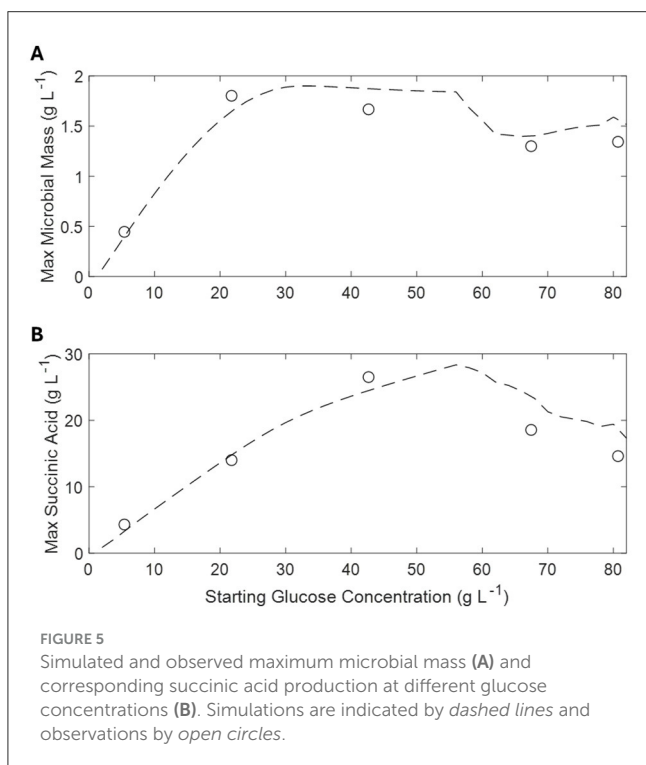 A
2
1.5
1
0.5
0
Max Microbial Mass (g L⁻¹)
0 10 20 30 40 50 60 70 80
B
30
20
10
0
Max Succinic Acid (g L⁻¹)
0 10 20 30 40 50 60 70 80
Starting Glucose Concentration (g L⁻¹)
FIGURE 5
Simulated and observed maximum microbial mass (A) and
corresponding succinic acid production at different glucose
concentrations (B). Simulations are indicated by dashed lines and
observations by open circles.